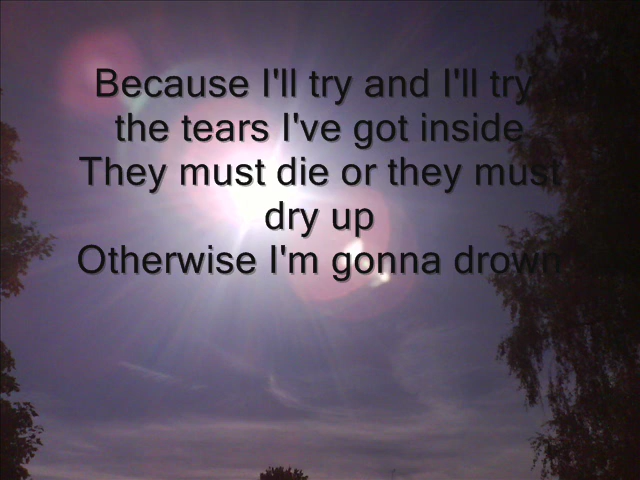 Because I'll try and I'll try
the tears I've got inside
They must die or they must
dry up
Otherwise I'm gonna drown